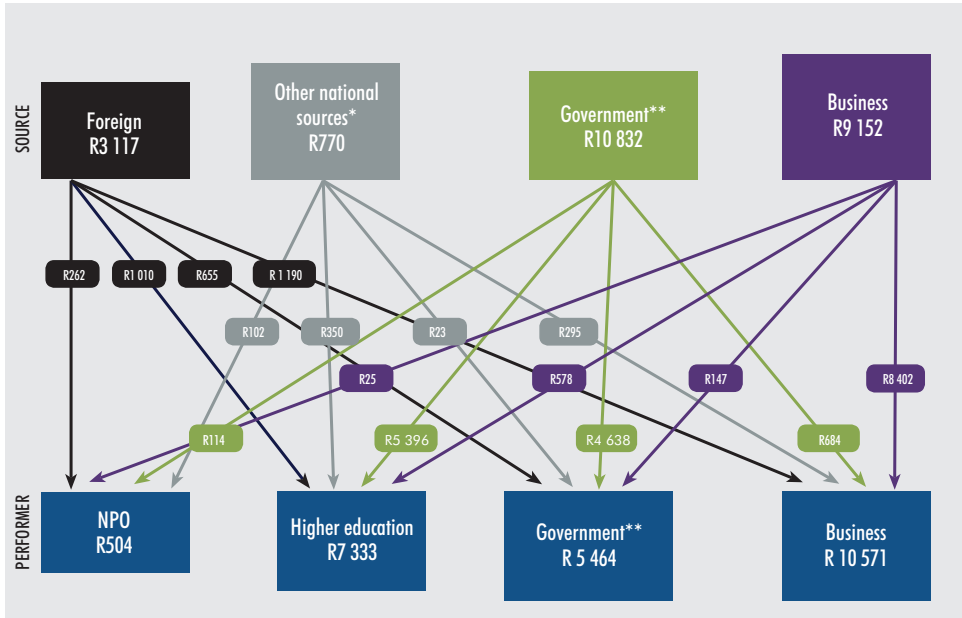 SOURCE
Foreign
R3 117
Other national
sources*
R770
Government**
R10 832
Business
R9 152
R262
R1 010
R655
R 1 190
R102
R350
R23
R295
R25
R578
R147
R8 402
R114
R5 396
R4 638
R684
PERFORMER
NPO
R504
Higher education
R7 333
Government**
R 5 464
Business
R 10 571